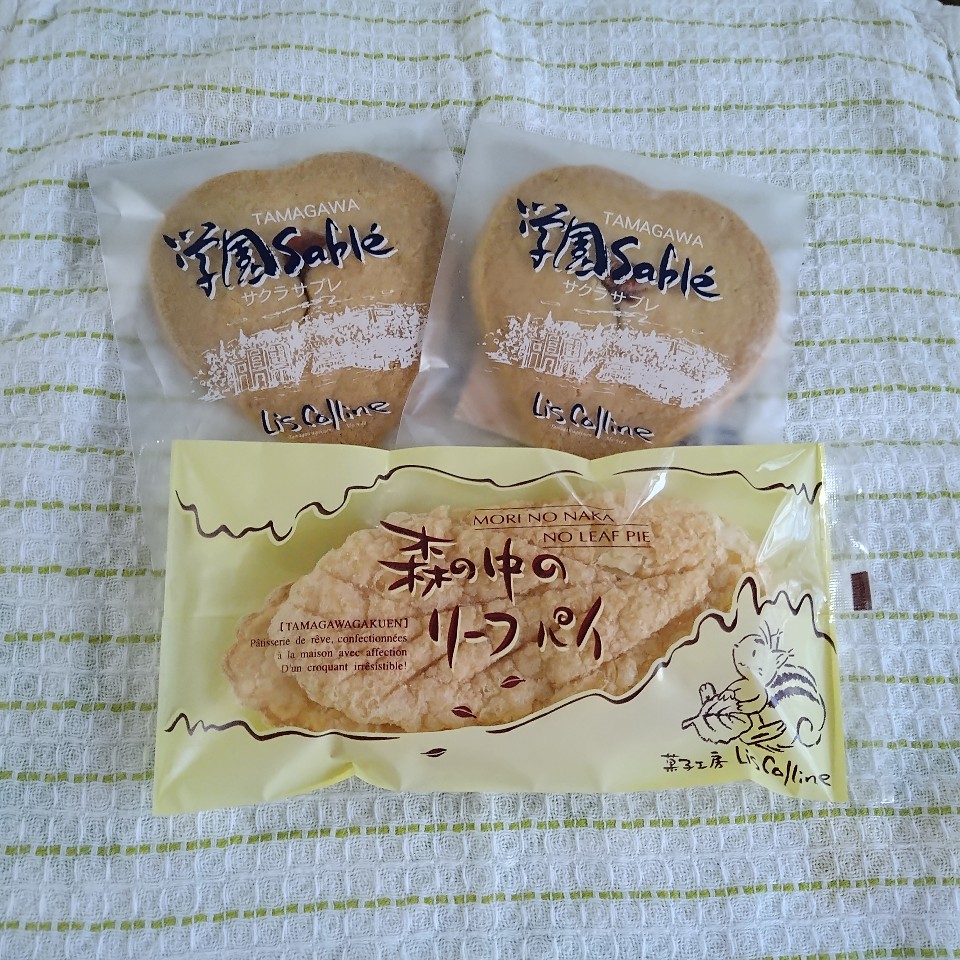 TAMAGAWA
学園Sablé
サクラサブレ
Lis Colline
TAMAGAWA
学園Sablé
サクラサブレ
Lis Colline
MORI NO NAKA
NO LEAF PIE
森の中の
リーフパイ
[TAMAGAWAGAKUEN]
Pâtisserie de rêve, confectionnées
à la maison avec affection
D'un croquant irrésistible!
菓子工房 Lis Colline